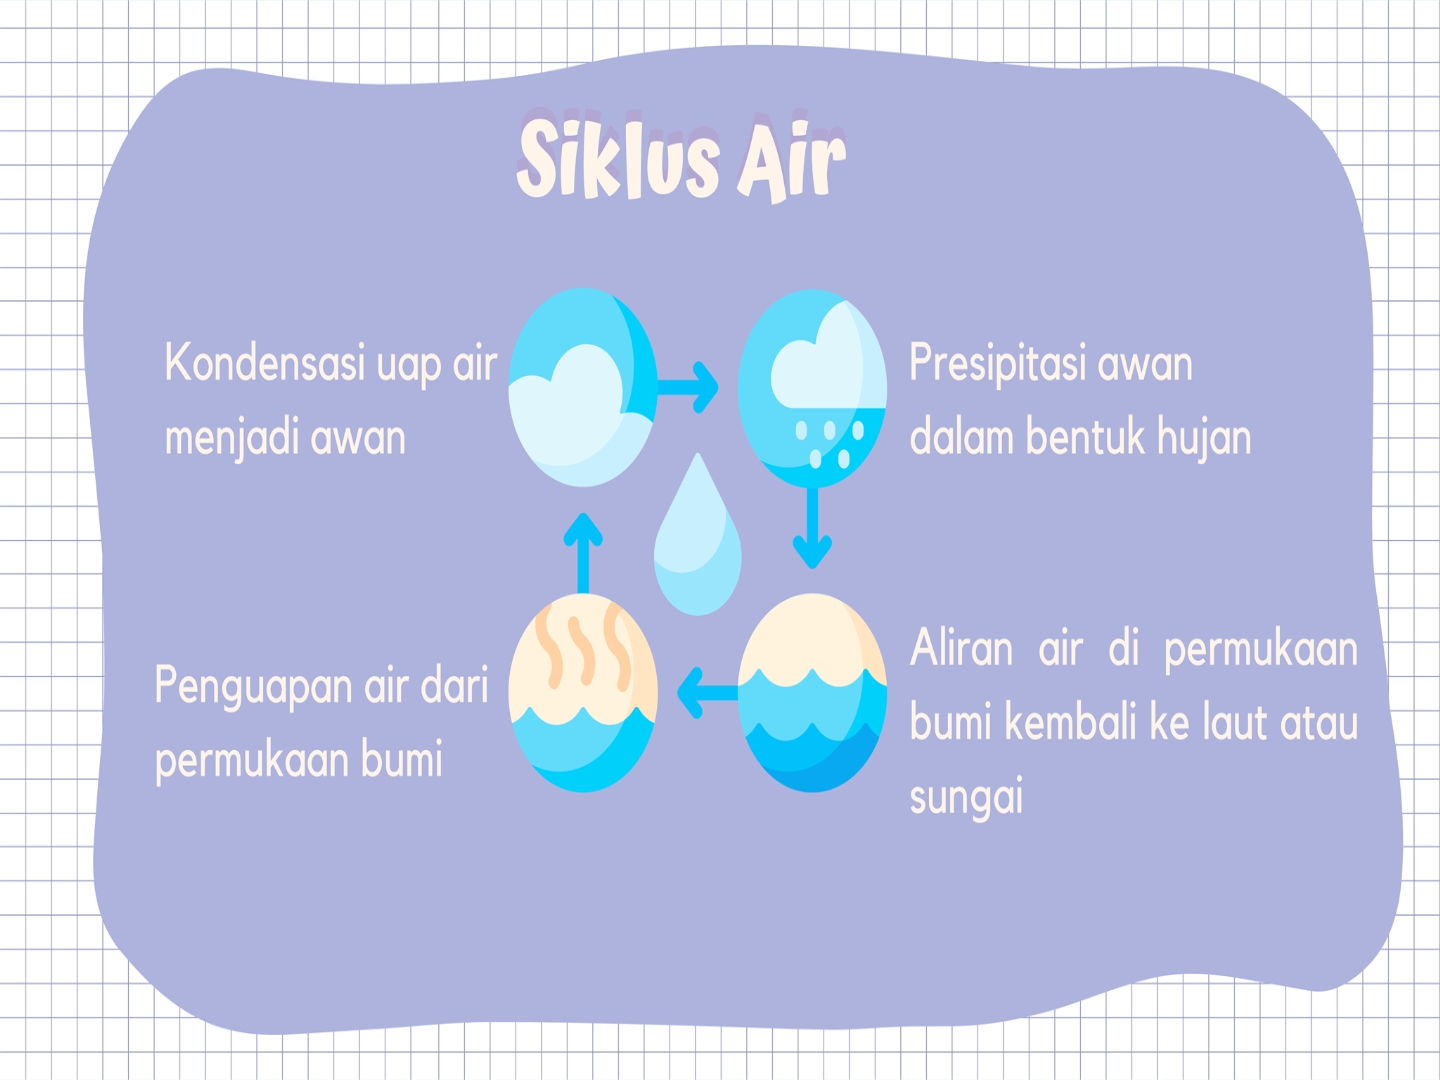 Siklus Air
Kondensasi uap air
menjadi awan
Presipitasi awan
dalam bentuk hujan
Penguapan air dari
permukaan bumi
Aliran air di permukaan
bumi kembali ke laut atau
sungai